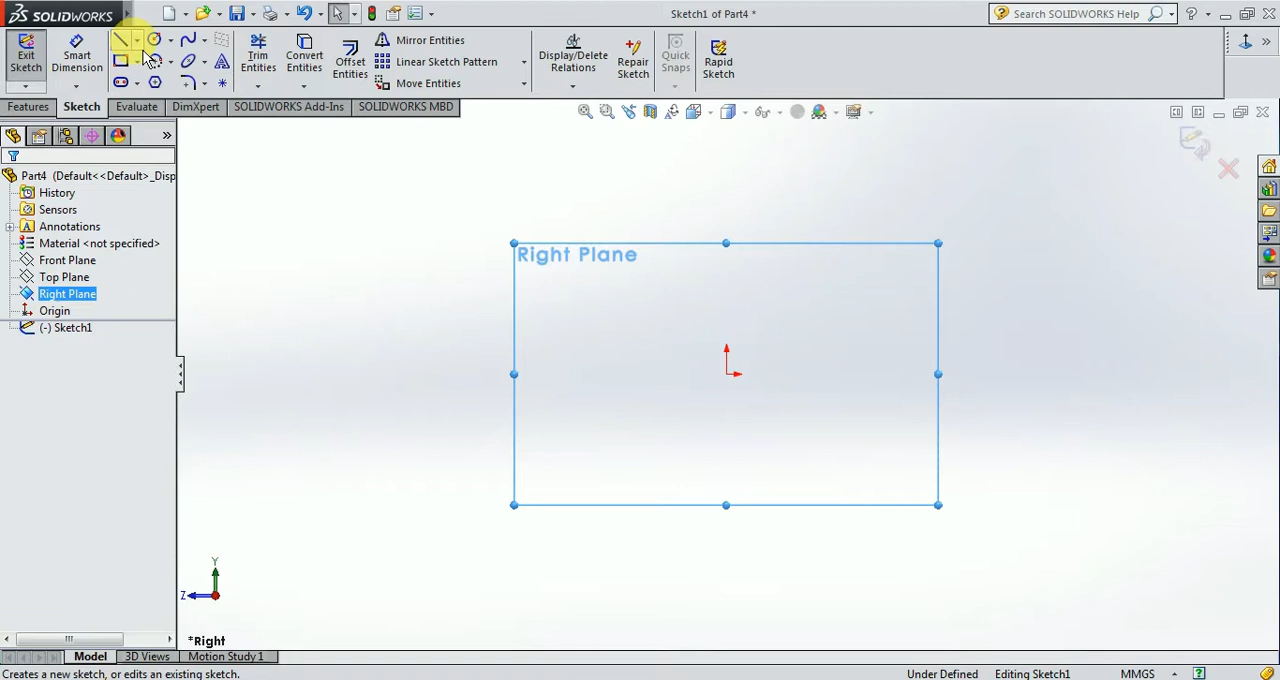 SOLIDWORKS
Sketch1 of Part4 *
Search SOLIDWORKS Help
Exit Sketch
Smart Dimension
Trim Entities
Convert Entities
Offset Entities
Mirror Entities
Linear Sketch Pattern
Move Entities
Display/Delete Relations
Repair Sketch
Quick Snaps
Rapid Sketch
Features
Sketch
Evaluate
DimXpert
SOLIDWORKS Add-Ins
SOLIDWORKS MBD
Part4 (Default<<Default>_Disp
History
Sensors
Annotations
Material <not specified>
Front Plane
Top Plane
Right Plane
Origin
(-) Sketch1
Right Plane
Y
Z
*Right
Model
3D Views
Motion Study 1
Creates a new sketch, or edits an existing sketch.
Under Defined
Editing Sketch1
MMGS